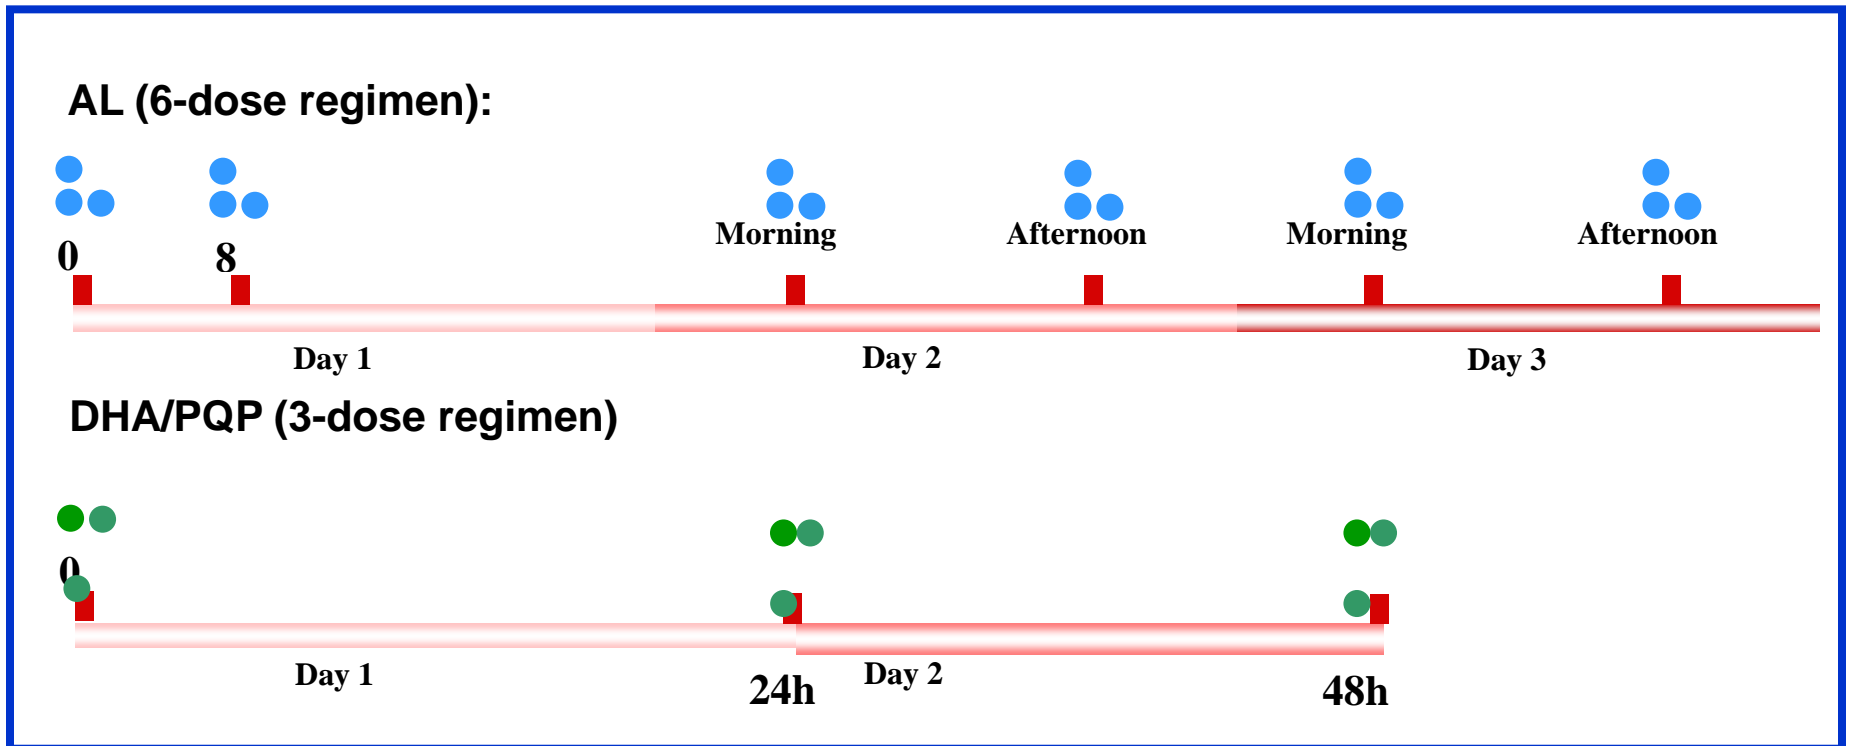 AL (6-dose regimen):
0 8 Morning Afternoon Morning Afternoon
Day 1 Day 2 Day 3
DHA/PQP (3-dose regimen)
0
Day 1 24h Day 2 48h